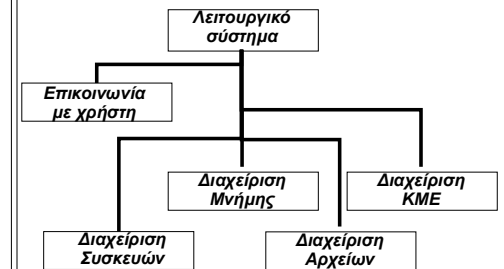 Λειτουργικό
σύστημα
Επικοινωνία
με χρήστη
Διαχείριση
Μνήμης
Διαχείριση
ΚΜΕ
Διαχείριση
Συσκευών
Διαχείριση
Αρχείων